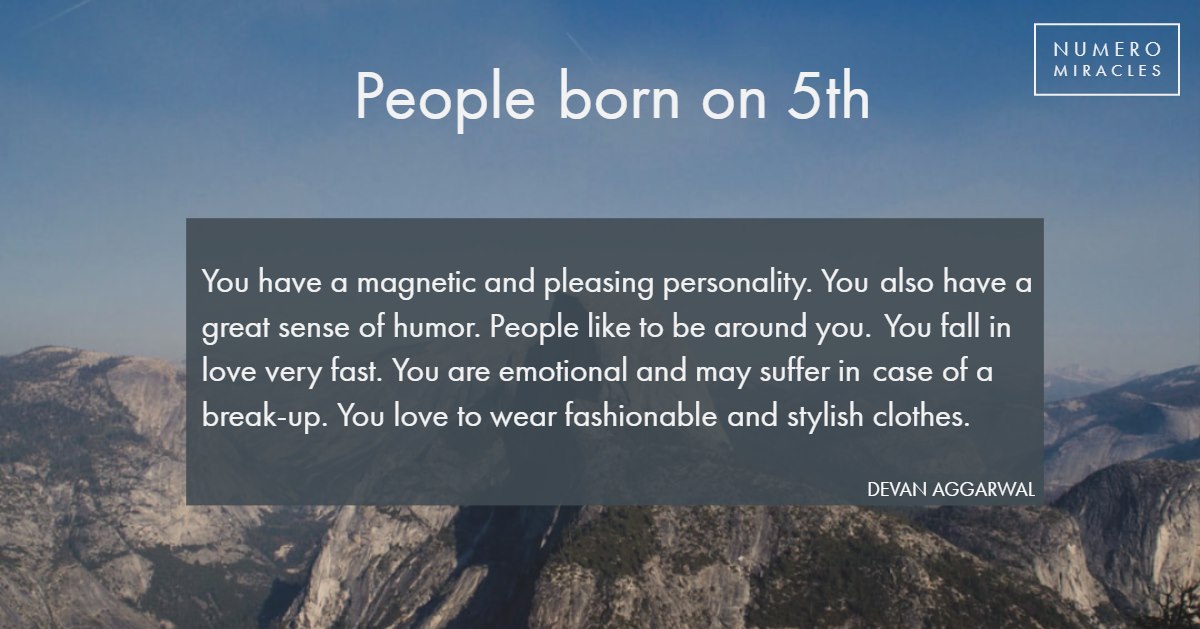 NUMERO
MIRACLES
People born on 5th
You have a magnetic and pleasing personality. You also have a
great sense of humor. People like to be around you. You fall in
love very fast. You are emotional and may suffer in case of a
break-up. You love to wear fashionable and stylish clothes.
DEVAN AGGARWAL